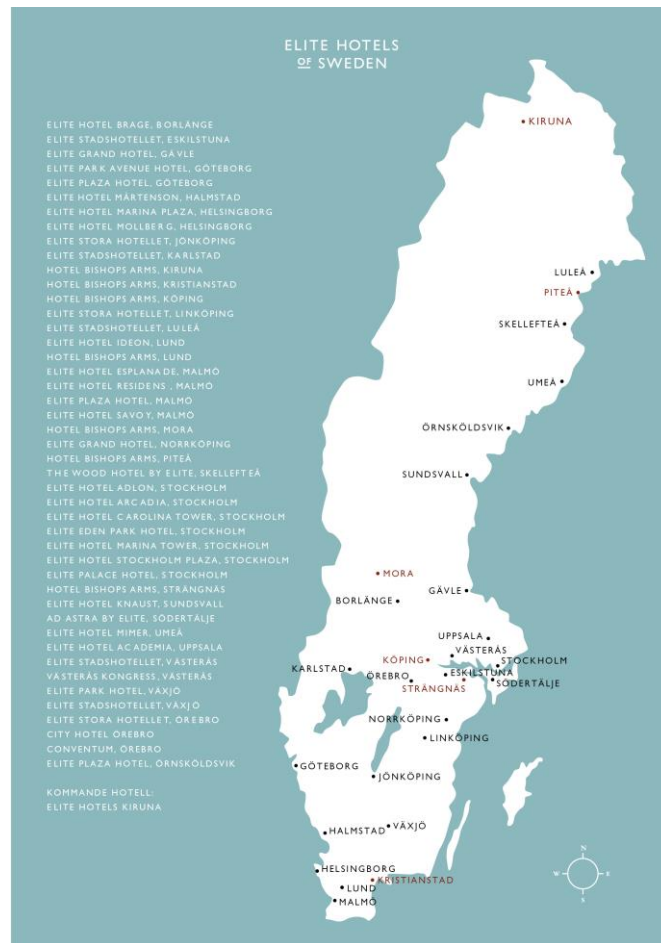 ELITE HOTELS
OF SWEDEN
ELITE HOTEL BRAGE, BORLÄNGE
ELITE STADSHOTELLET, ESKILSTUNA
ELITE GRAND HOTEL, GÄVLE
ELITE PARK AVENUE HOTEL, GÖTEBORG
ELITE PLAZA HOTEL, GÖTEBORG
ELITE HOTEL MÅRTENSON, HALMSTAD
ELITE HOTEL MARINA PLAZA, HELSINGBORG
ELITE HOTEL MOLLBERG, HELSINGBORG
ELITE STORA HOTELLET, JÖNKÖPING
ELITE STADSHOTELLET, KARLSTAD
HOTEL BISHOPS ARMS, KIRUNA
HOTEL BISHOPS ARMS, KRISTIANSTAD
HOTEL BISHOPS ARMS, KÖPING
ELITE STORA HOTELLET, LINKÖPING
ELITE STADSHOTELLET, LULEÅ
ELITE HOTEL IDEON, LUND
HOTEL BISHOPS ARMS, LUND
ELITE HOTEL ESPLANADE, MALMÖ
ELITE HOTEL RESIDENS , MALMÖ
ELITE PLAZA HOTEL, MALMÖ
ELITE HOTEL SAVOY, MALMÖ
HOTEL BISHOPS ARMS, MORA
ELITE GRAND HOTEL, NORRKÖPING
HOTEL BISHOPS ARMS, PITEÅ
THE WOOD HOTEL BY ELITE, SKELLEFTEÅ
ELITE HOTEL ADLON, STOCKHOLM
ELITE HOTEL ARCADIA, STOCKHOLM
ELITE HOTEL CAROLINA TOWER, STOCKHOLM
ELITE EDEN PARK HOTEL, STOCKHOLM
ELITE HOTEL MARINA TOWER, STOCKHOLM
ELITE HOTEL STOCKHOLM PLAZA, STOCKHOLM
ELITE PALACE HOTEL, STOCKHOLM
HOTEL BISHOPS ARMS, STRÄNGNÄS
ELITE HOTEL KNAUST, SUNDSVALL
AD ASTRA BY ELITE, SÖDERTÄLJE
ELITE HOTEL MIMER, UMEÅ
ELITE HOTEL ACADEMIA, UPPSALA
ELITE STADSHOTELLET, VÄSTERÅS
VÄSTERÅS KONGRESS, VÄSTERÅS
ELITE PARK HOTEL, VÄXJÖ
ELITE STADSHOTELLET, VÄXJÖ
ELITE STORA HOTELLET, ÖREBRO
CITY HOTEL ÖREBRO
CONVENTUM, ÖREBRO
ELITE PLAZA HOTEL, ÖRNSKÖLDSVIK
KOMMANDE HOTELL:
ELITE HOTELS KIRUNA
KIRUNA
LULEÅ
PITEÅ
SKELLEFTEÅ
UMEÅ
ÖRNSKÖLDSVIK
SUNDSVALL
MORA
GÄVLE
BORLÄNGE
UPPSALA
VÄSTERÅS
KÖPING
STOCKHOLM
KARLSTAD
ÖREBRO
ESKILSTUNA
SÖDERTÄLJE
STRÄNGNÄS
NORRKÖPING
LINKÖPING
GÖTEBORG
JÖNKÖPING
VÄXJÖ
HALMSTAD
HELSINGBORG
KRISTIANSTAD
LUND
MALMÖ
N
W E
S